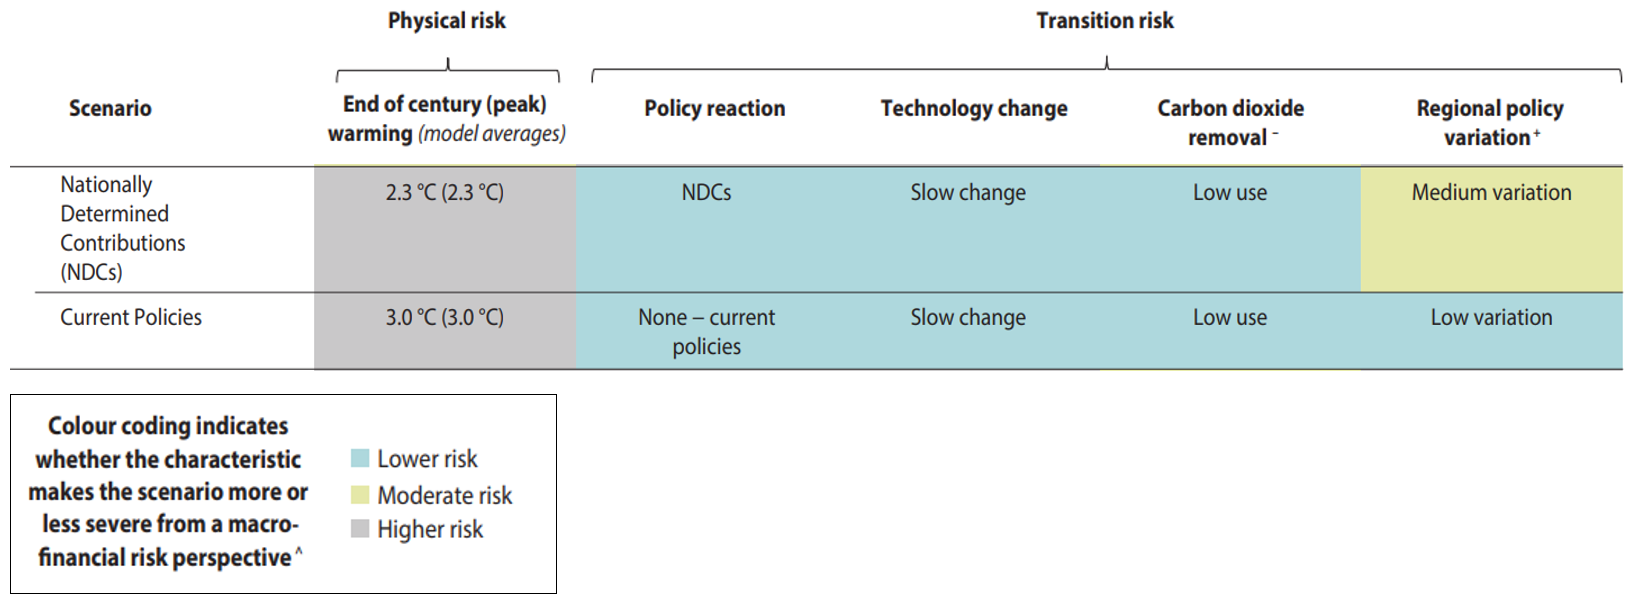 Physical risk
Transition risk
Scenario
End of century (peak)
warming (model averages)
Policy reaction
Technology change
Carbon dioxide
removal −
Regional policy
variation +
Nationally
Determined
Contributions
(NDCs)
2.3 °C (2.3 °C)
NDCs
Slow change
Low use
Medium variation
Current Policies
3.0 °C (3.0 °C)
None – current
policies
Slow change
Low use
Low variation
Colour coding indicates
whether the characteristic
makes the scenario more or
less severe from a macro-
financial risk perspective ^
Lower risk
Moderate risk
Higher risk